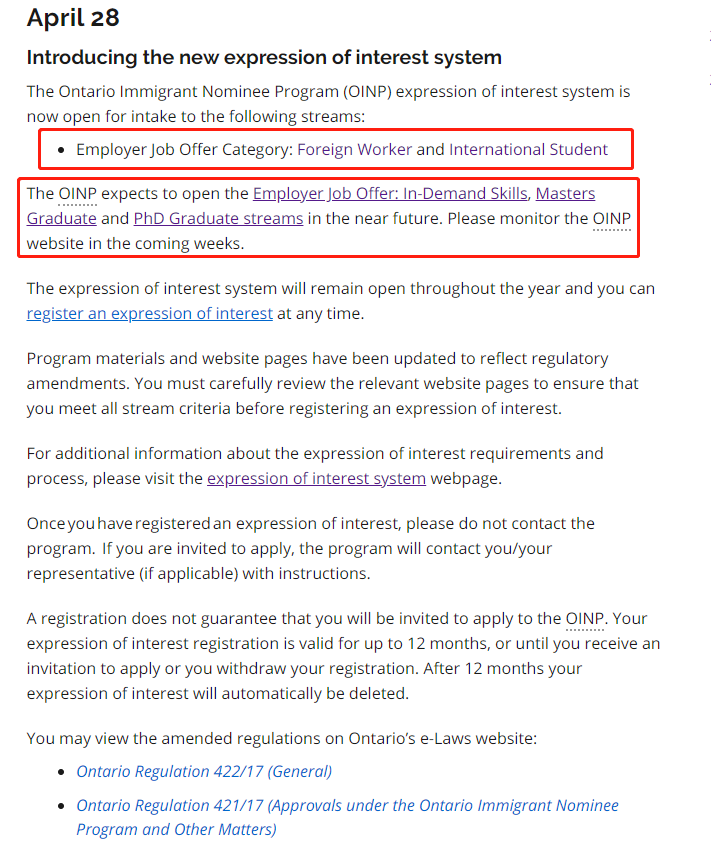 April 28
Introducing the new expression of interest system
The Ontario Immigrant Nominee Program (OINP) expression of interest system is
now open for intake to the following streams:
• Employer Job Offer Category: Foreign Worker and International Student
The OINP expects to open the Employer Job Offer: In-Demand Skills, Masters
Graduate and PhD Graduate streams in the near future. Please monitor the OINP
website in the coming weeks.
The expression of interest system will remain open throughout the year and you can
register an expression of interest at any time.
Program materials and website pages have been updated to reflect regulatory
amendments. You must carefully review the relevant website pages to ensure that
you meet all stream criteria before registering an expression of interest.
For additional information about the expression of interest requirements and
process, please visit the expression of interest system webpage.
Once you have registered an expression of interest, please do not contact the
program. If you are invited to apply, the program will contact you/your
representative (if applicable) with instructions.
A registration does not guarantee that you will be invited to apply to the OINP. Your
expression of interest registration is valid for up to 12 months, or until you receive an
invitation to apply or you withdraw your registration. After 12 months your
expression of interest will automatically be deleted.
You may view the amended regulations on Ontario’s e-Laws website:
• Ontario Regulation 422/17 (General)
• Ontario Regulation 421/17 (Approvals under the Ontario Immigrant Nominee
Program and Other Matters)